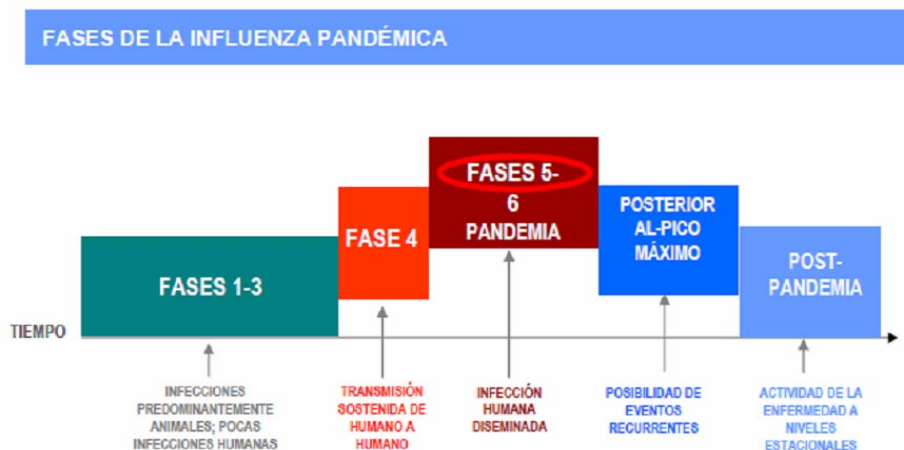 FASES DE LA INFLUENZA PANDÉMICA
FASES 5-
6
PANDEMIA
FASE 4
POSTERIOR
AL-PICO
MÁXIMO
FASES 1-3
POST-
PANDEMIA
TIEMPO
INFECCIONES
PREDOMINANTEMENTE
ANIMALES; POCAS
INFECCIONES HUMANAS
TRANSMISIÓN
SOSTENIDA DE
HUMANO A
HUMANO
INFECCIÓN
HUMANA
DISEMINADA
POSIBILIDAD DE
EVENTOS
RECURRENTES
ACTIVIDAD DE LA
ENFERMEDAD A
NIVELES
ESTACIONALES